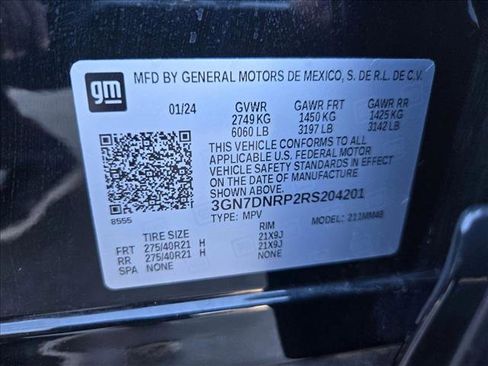 gm
MFD BY GENERAL MOTORS DE MEXICO, S. DE R.L. DE C.V.
01/24 GVWR GAWR FRT GAWR RR
2749 KG 1450 KG 1425 KG
6060 LB 3197 LB 3142 LB
THIS VEHICLE CONFORMS TO ALL
APPLICABLE U.S. FEDERAL MOTOR
VEHICLE SAFETY STANDARDS IN
EFFECT ON THE DATE OF
MANUFACTURE SHOWN ABOVE.
3GN7DNRP2RS204201
8555 TYPE: MPV MODEL: 211MM48
TIRE SIZE RIM
FRT 275/40R21 H 21X9J
RR 275/40R21 H 21X9J
SPA NONE NONE